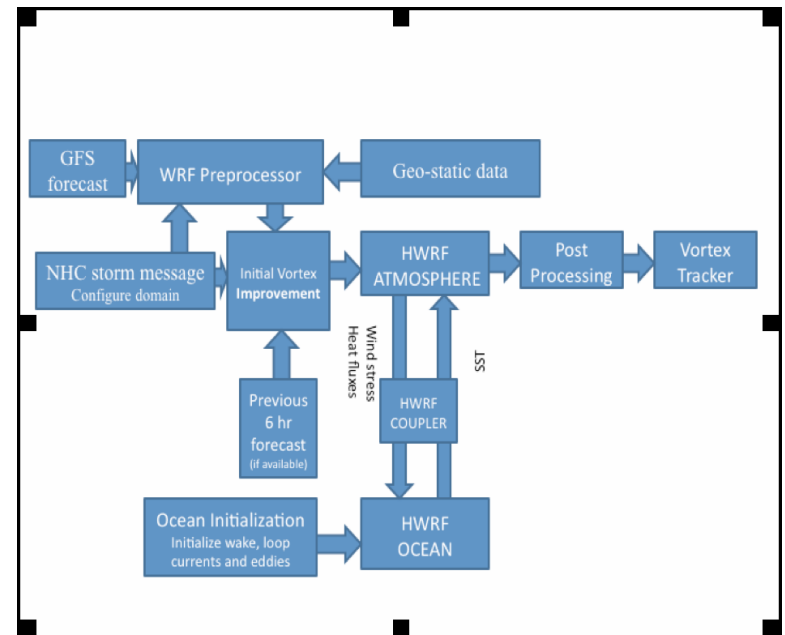 GFS
forecast
WRF Preprocessor
Geo-static data
NHC storm message
Configure domain
Initial Vortex
Improvement
HWRF
ATMOSPHERE
Post
Processing
Vortex
Tracker
Wind stress
Heat fluxes
SST
Previous
6 hr
forecast
(if available)
HWRF
COUPLER
Ocean Initialization
Initialize wake, loop
currents and eddies
HWRF
OCEAN